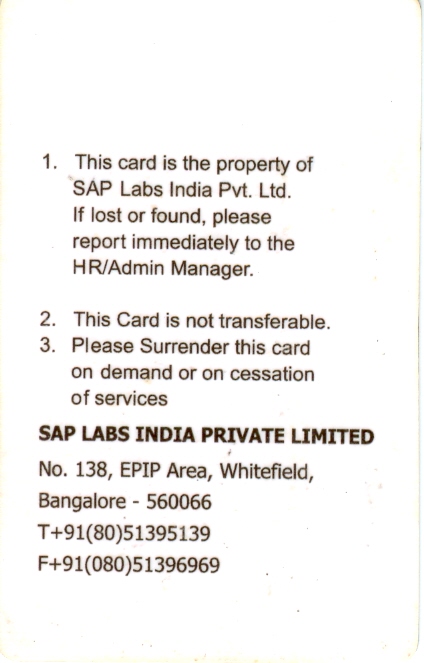 1. This card is the property of
SAP Labs India Pvt. Ltd.
If lost or found, please
report immediately to the
HR/Admin Manager.
2. This Card is not transferable.
3. Please Surrender this card
on demand or on cessation
of services
SAP LABS INDIA PRIVATE LIMITED
No. 138, EPIP Area, Whitefield,
Bangalore - 560066
T+91(80)51395139
F+91(080)51396969